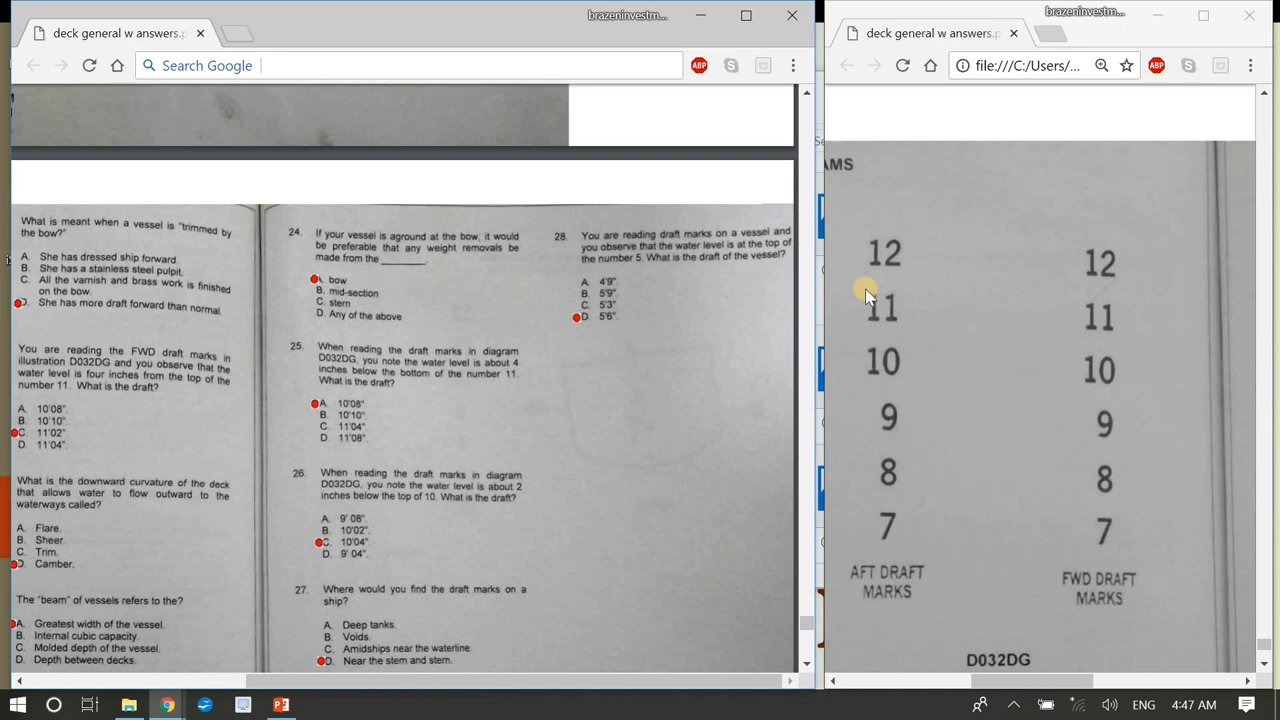 brazeninvestm...
deck general w answers.p
Search Google
What is meant when a vessel is "trimmed by
the bow?"
A. She has dressed ship forward.
B. She has a stainless steel pulpit.
C. All the varnish and brass work is finished
on the bow.
D. She has more draft forward than normal.
You are reading the FWD draft marks in
illustration D032DG and you observe that the
water level is four inches from the top of the
number 11. What is the draft?
A. 10'08".
B. 10'10".
C. 11'02".
D. 11'04".
What is the downward curvature of the deck
that allows water to flow outward to the
waterways called?
A. Flare.
B. Sheer.
C. Trim.
D. Camber.
The "beam" of vessels refers to the?
A. Greatest width of the vessel.
B. Internal cubic capacity.
C. Molded depth of the vessel.
D. Depth between decks.
24. If your vessel is aground at the bow, it would
be preferable that any weight removals be
made from the ________.
A. bow
B. mid-section
C. stern
D. Any of the above
25. When reading the draft marks in diagram
D032DG, you note the water level is about 4
inches below the bottom of the number 11.
What is the draft?
A. 10'08".
B. 10'10".
C. 11'04".
D. 11'08".
26. When reading the draft marks in diagram
D032DG, you note the water level is about 2
inches below the top of 10. What is the draft?
A. 9' 08".
B. 10'02".
C. 10'04".
D. 9' 04".
27. Where would you find the draft marks on a
ship?
A. Deep tanks.
B. Voids.
C. Amidships near the waterline.
D. Near the stem and stern.
28. You are reading draft marks on a vessel and
you observe that the water level is at the top of
the number 5. What is the draft of the vessel?
A. 4'9".
B. 5'9".
C. 5'3".
D. 5'6".
brazeninvestm...
deck general w answers.p
file:///C:/Users/...
AMS
12 12
11 11
10 10
9 9
8 8
7 7
AFT DRAFT
MARKS
FWD DRAFT
MARKS
D032DG
ENG 4:47 AM